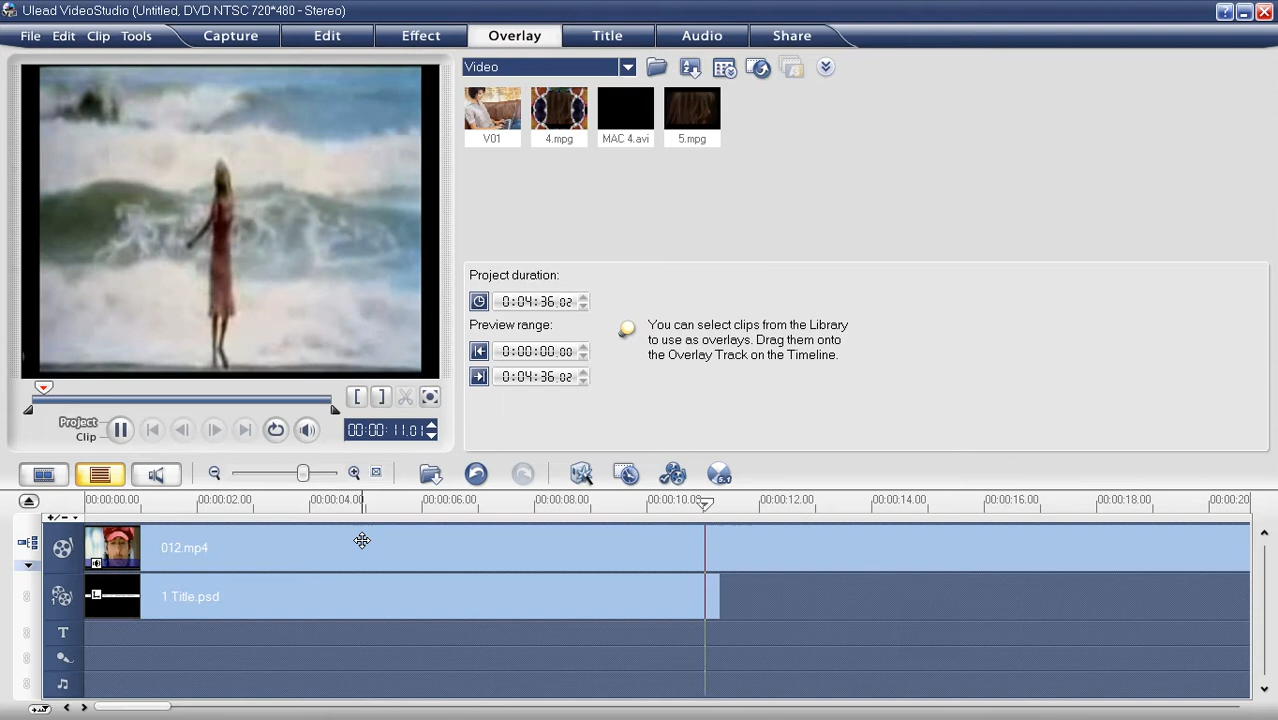 Ulead VideoStudio (Untitled, DVD NTSC 720*480 - Stereo)
File Edit Clip Tools Capture Edit Effect Overlay Title Audio Share
Video
V01 4.mpg MAC 4.avi 5.mpg
Project duration:
0:04:36.02
Preview range:
0:00:00.00
0:04:36.02
You can select clips from the Library
to use as overlays. Drag them onto
the Overlay Track on the Timeline.
Project
Clip
00:00:11.01
5.1
00:00:00.00 00:00:02.00 00:00:04.00 00:00:06.00 00:00:08.00 00:00:10.00 00:00:12.00 00:00:14.00 00:00:16.00 00:00:18.00 00:00:20
012.mp4
1 Title.psd